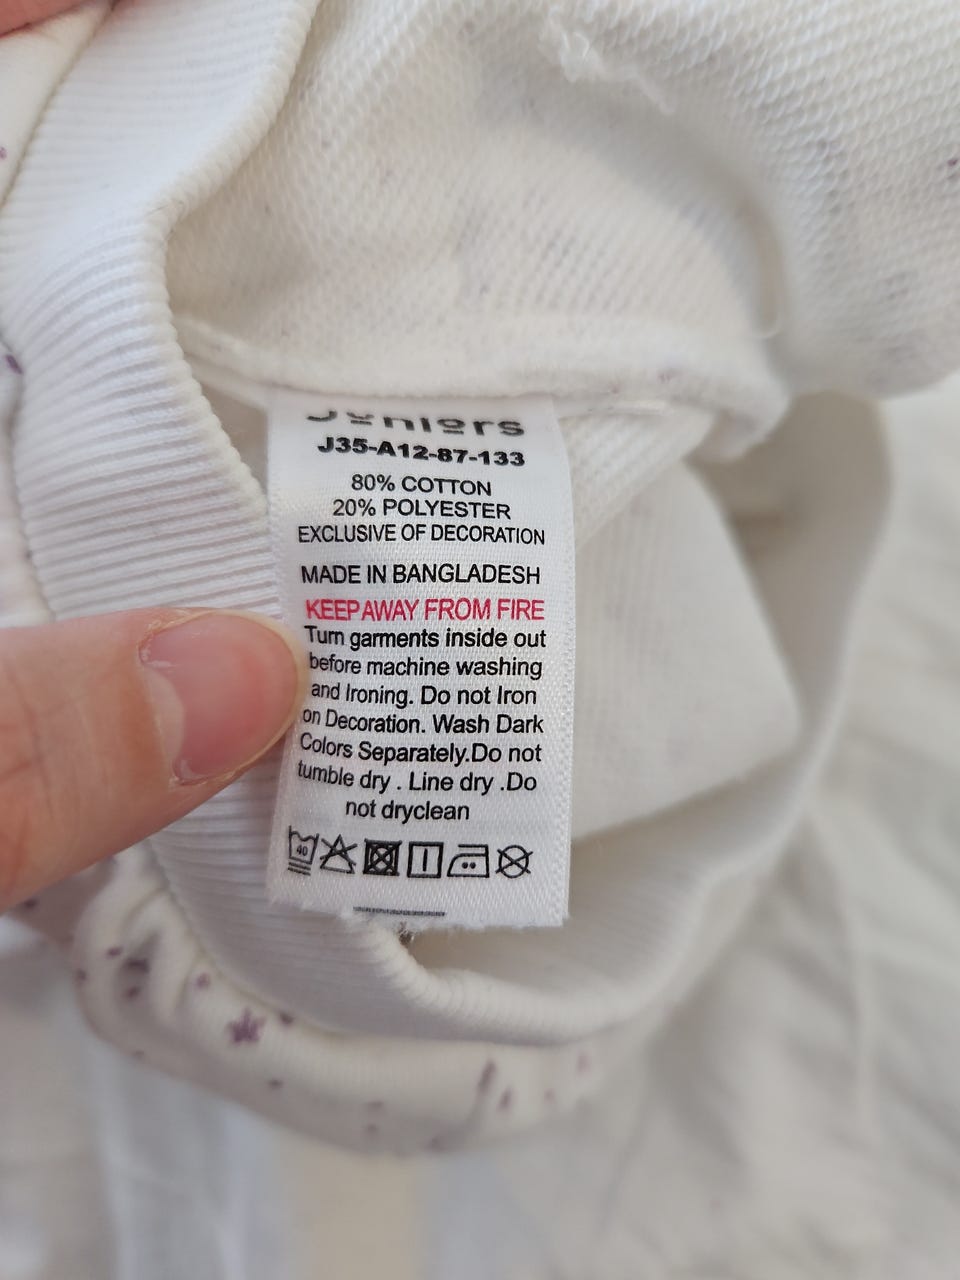 Juniors
J35-A12-87-133
80% COTTON
20% POLYESTER
EXCLUSIVE OF DECORATION
MADE IN BANGLADESH
KEEP AWAY FROM FIRE
Turn garments inside out
before machine washing
and Ironing. Do not Iron
on Decoration. Wash Dark
Colors Separately.Do not
tumble dry . Line dry .Do
not dryclean
40